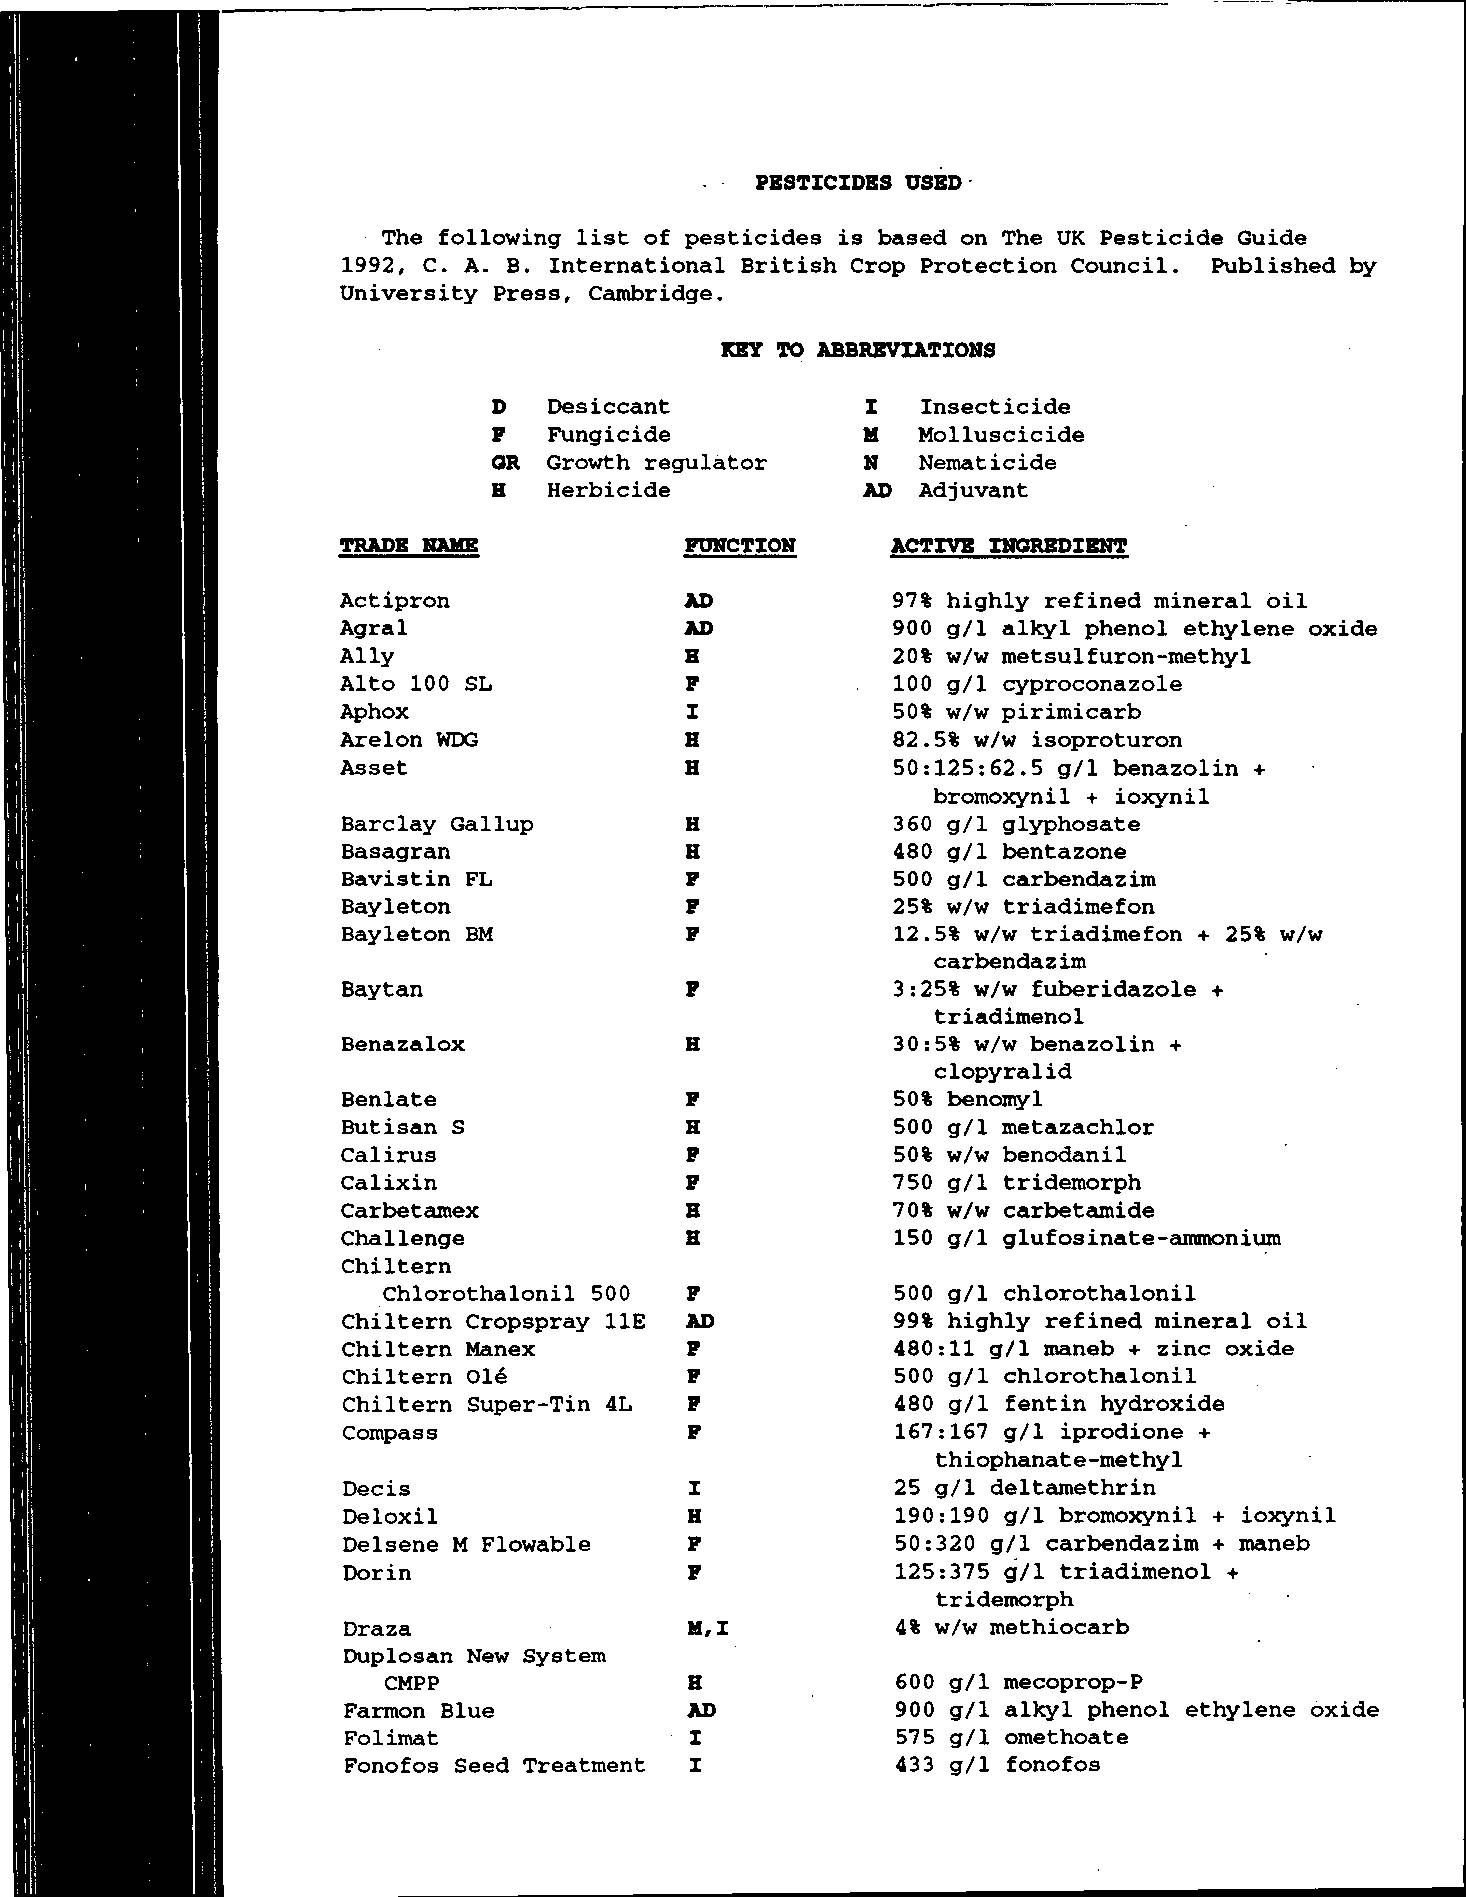 PESTICIDES USED
The following list of pesticides is based on The UK Pesticide Guide
1992, C. A. B. International British Crop Protection Council. Published by
University Press, Cambridge.
KEY TO ABBREVIATIONS
D Desiccant I Insecticide
F Fungicide M Molluscicide
GR Growth regulator N Nematicide
H Herbicide AD Adjuvant
TRADE NAME FUNCTION ACTIVE INGREDIENT
Actipron AD 97% highly refined mineral oil
Agral AD 900 g/l alkyl phenol ethylene oxide
Ally H 20% w/w metsulfuron-methyl
Alto 100 SL F 100 g/l cyproconazole
Aphox I 50% w/w pirimicarb
Arelon WDG H 82.5% w/w isoproturon
Asset H 50:125:62.5 g/l benazolin +
bromoxynil + ioxynil
Barclay Gallup H 360 g/l glyphosate
Basagran H 480 g/l bentazone
Bavistin FL F 500 g/l carbendazim
Bayleton F 25% w/w triadimefon
Bayleton BM F 12.5% w/w triadimefon + 25% w/w
carbendazim
Baytan F 3:25% w/w fuberidazole +
triadimenol
Benazalox H 30:5% w/w benazolin +
clopyralid
Benlate F 50% benomyl
Butisan S H 500 g/l metazachlor
Calirus F 50% w/w benodanil
Calixin F 750 g/l tridemorph
Carbetamex H 70% w/w carbetamide
Challenge H 150 g/l glufosinate-ammonium
Chiltern
Chlorothalonil 500 F 500 g/l chlorothalonil
Chiltern Cropspray 11E AD 99% highly refined mineral oil
Chiltern Manex F 480:11 g/l maneb + zinc oxide
Chiltern Olé F 500 g/l chlorothalonil
Chiltern Super-Tin 4L F 480 g/l fentin hydroxide
Compass F 167:167 g/l iprodione +
thiophanate-methyl
Decis I 25 g/l deltamethrin
Deloxil H 190:190 g/l bromoxynil + ioxynil
Delsene M Flowable F 50:320 g/l carbendazim + maneb
Dorin F 125:375 g/l triadimenol +
tridemorph
Draza M,I 4% w/w methiocarb
Duplosan New System
CMPP H 600 g/l mecoprop-P
Farmon Blue AD 900 g/l alkyl phenol ethylene oxide
Folimat I 575 g/l omethoate
Fonofos Seed Treatment I 433 g/l fonofos